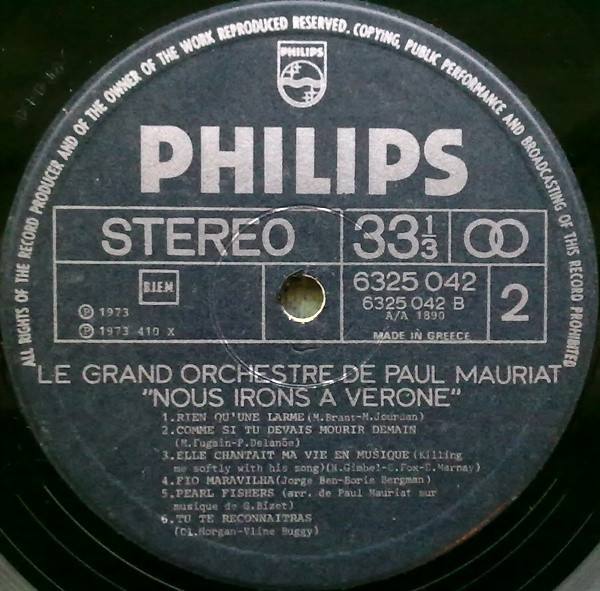 ALL RIGHTS OF THE RECORD PRODUCER AND OF THE OWNER OF THE WORK REPRODUCED RESERVED. COPYING, PUBLIC PERFORMANCE AND BROADCASTING OF THIS RECORD PROHIBITED
PHILIPS
PHILIPS
STEREO
33⅓
B.I.E.M
℗ 1973
℗ 1973 410 X
6325 042
6325 042 B
A/A 1890
MADE IN GREECE
2
LE GRAND ORCHESTRE DE PAUL MAURIAT
"NOUS IRONS A VERONE"
1.RIEN QU'UNE LARME(M.Brant-M.Jourdan)
2.COMME SI TU DEVAIS MOURIR DEMAIN
(M.Fugain-P.Delanöe)
3.ELLE CHANTAIT MA VIE EN MUSIQUE(Killing
me softly with his song)(N.Gimbel-C.Fox-E.Marnay)
4.FIO MARAVILHA(Jorge Ben-Boris Bergman)
5.PEARL FISHERS (arr. de Paul Mauriat sur
musique de G.Bizet)
6.TU TE RECONNAITRAS
(Cl.Morgan-Vline Buggy)